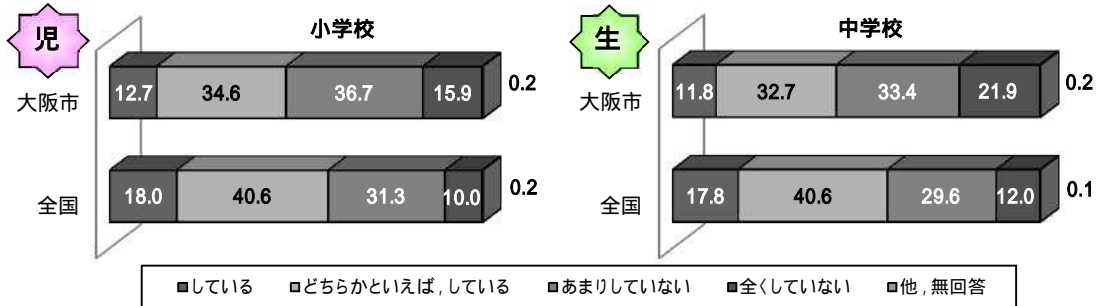 児
小学校
大阪市
12.7 34.6 36.7 15.9 0.2
全国
18.0 40.6 31.3 10.0 0.2
生
中学校
大阪市
11.8 32.7 33.4 21.9 0.2
全国
17.8 40.6 29.6 12.0 0.1
■している ■どちらかといえば,している ■あまりしていない ■全くしていない ■他,無回答